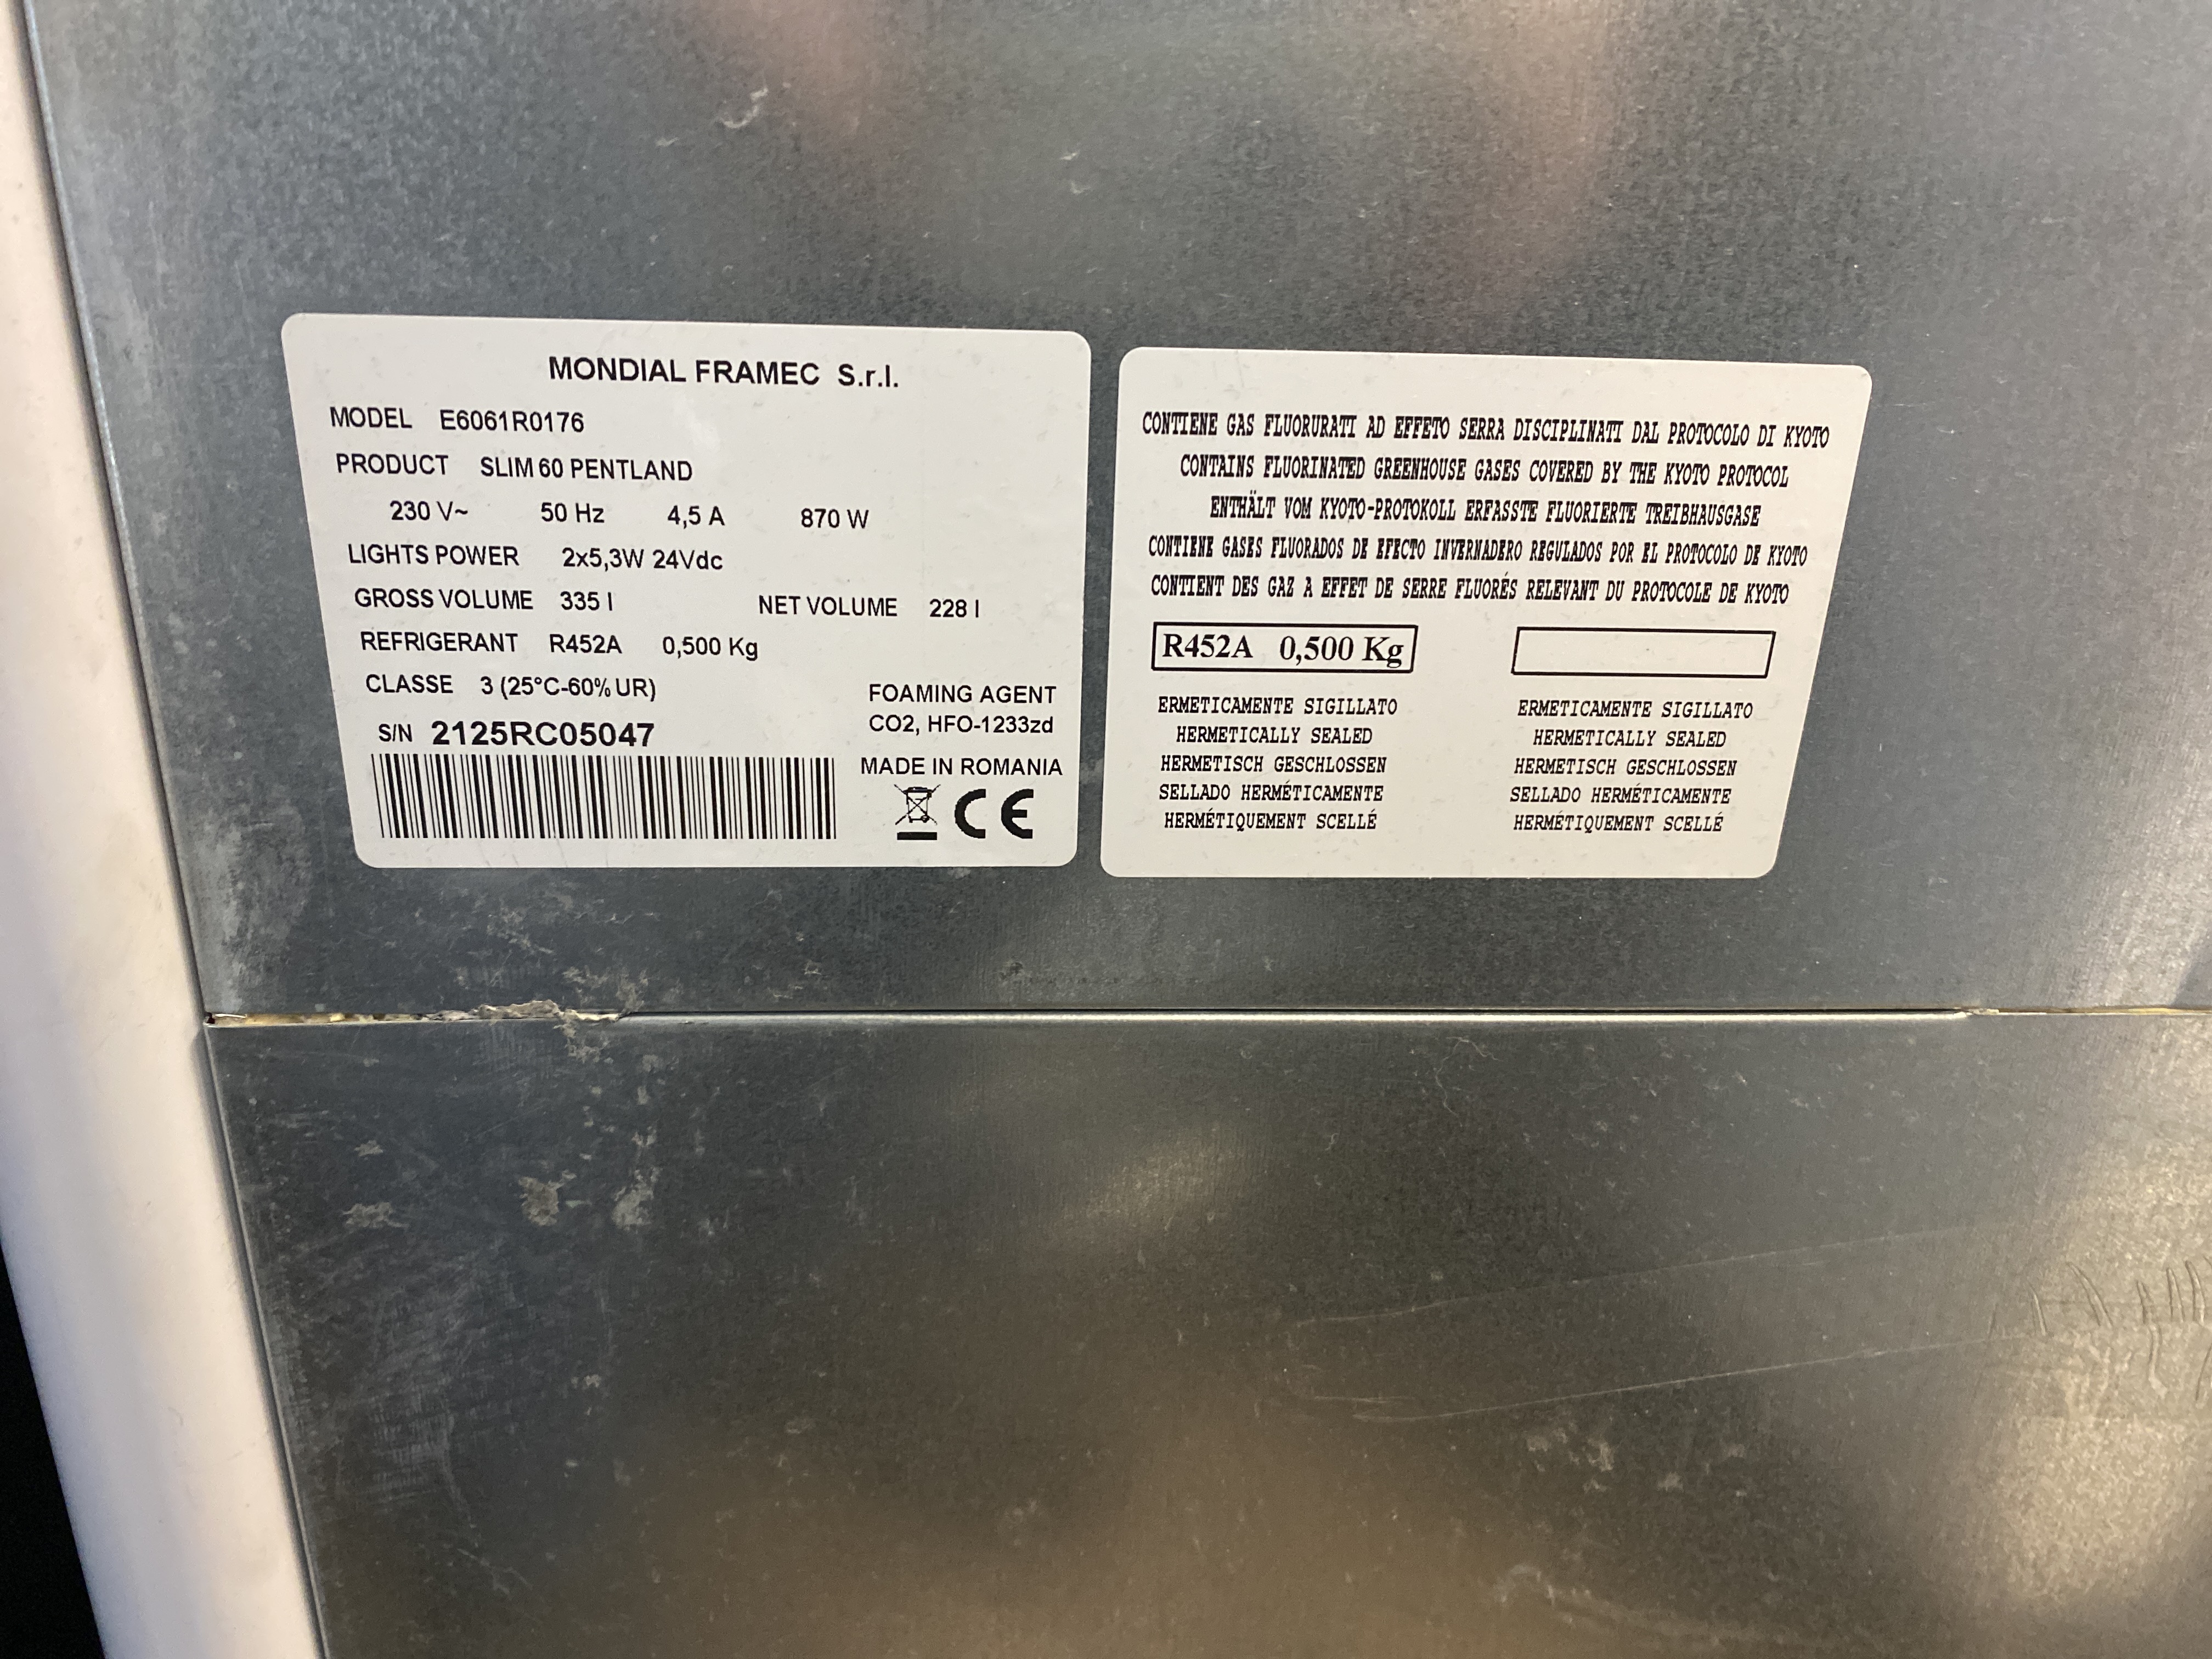 MONDIAL FRAMEC S.r.l.
MODEL E6061R0176
PRODUCT SLIM 60 PENTLAND
230 V~ 50 Hz 4,5 A 870 W
LIGHTS POWER 2x5,3W 24Vdc
GROSS VOLUME 335 l NET VOLUME 228 l
REFRIGERANT R452A 0,500 Kg
CLASSE 3 (25°C-60% UR)
FOAMING AGENT
CO2, HFO-1233zd
S/N 2125RC05047
MADE IN ROMANIA
CE
CONTIENE GAS FLUORURATI AD EFFETO SERRA DISCIPLINATI DAL PROTOCOLO DI KYOTO
CONTAINS FLUORINATED GREENHOUSE GASES COVERED BY THE KYOTO PROTOCOL
ENTHÄLT VOM KYOTO-PROTOKOLL ERFASSTE FLUORIERTE TREIBHAUSGASE
CONTIENE GASES FLUORADOS DE EFECTO INVERNADERO REGULADOS POR EL PROTOCOLO DE KYOTO
CONTIENT DES GAZ A EFFET DE SERRE FLUORÉS RELEVANT DU PROTOCOLE DE KYOTO
R452A 0,500 Kg
ERMETICAMENTE SIGILLATO
HERMETICALLY SEALED
HERMETISCH GESCHLOSSEN
SELLADO HERMÉTICAMENTE
HERMÉTIQUEMENT SCELLÉ
ERMETICAMENTE SIGILLATO
HERMETICALLY SEALED
HERMETISCH GESCHLOSSEN
SELLADO HERMÉTICAMENTE
HERMÉTIQUEMENT SCELLÉ